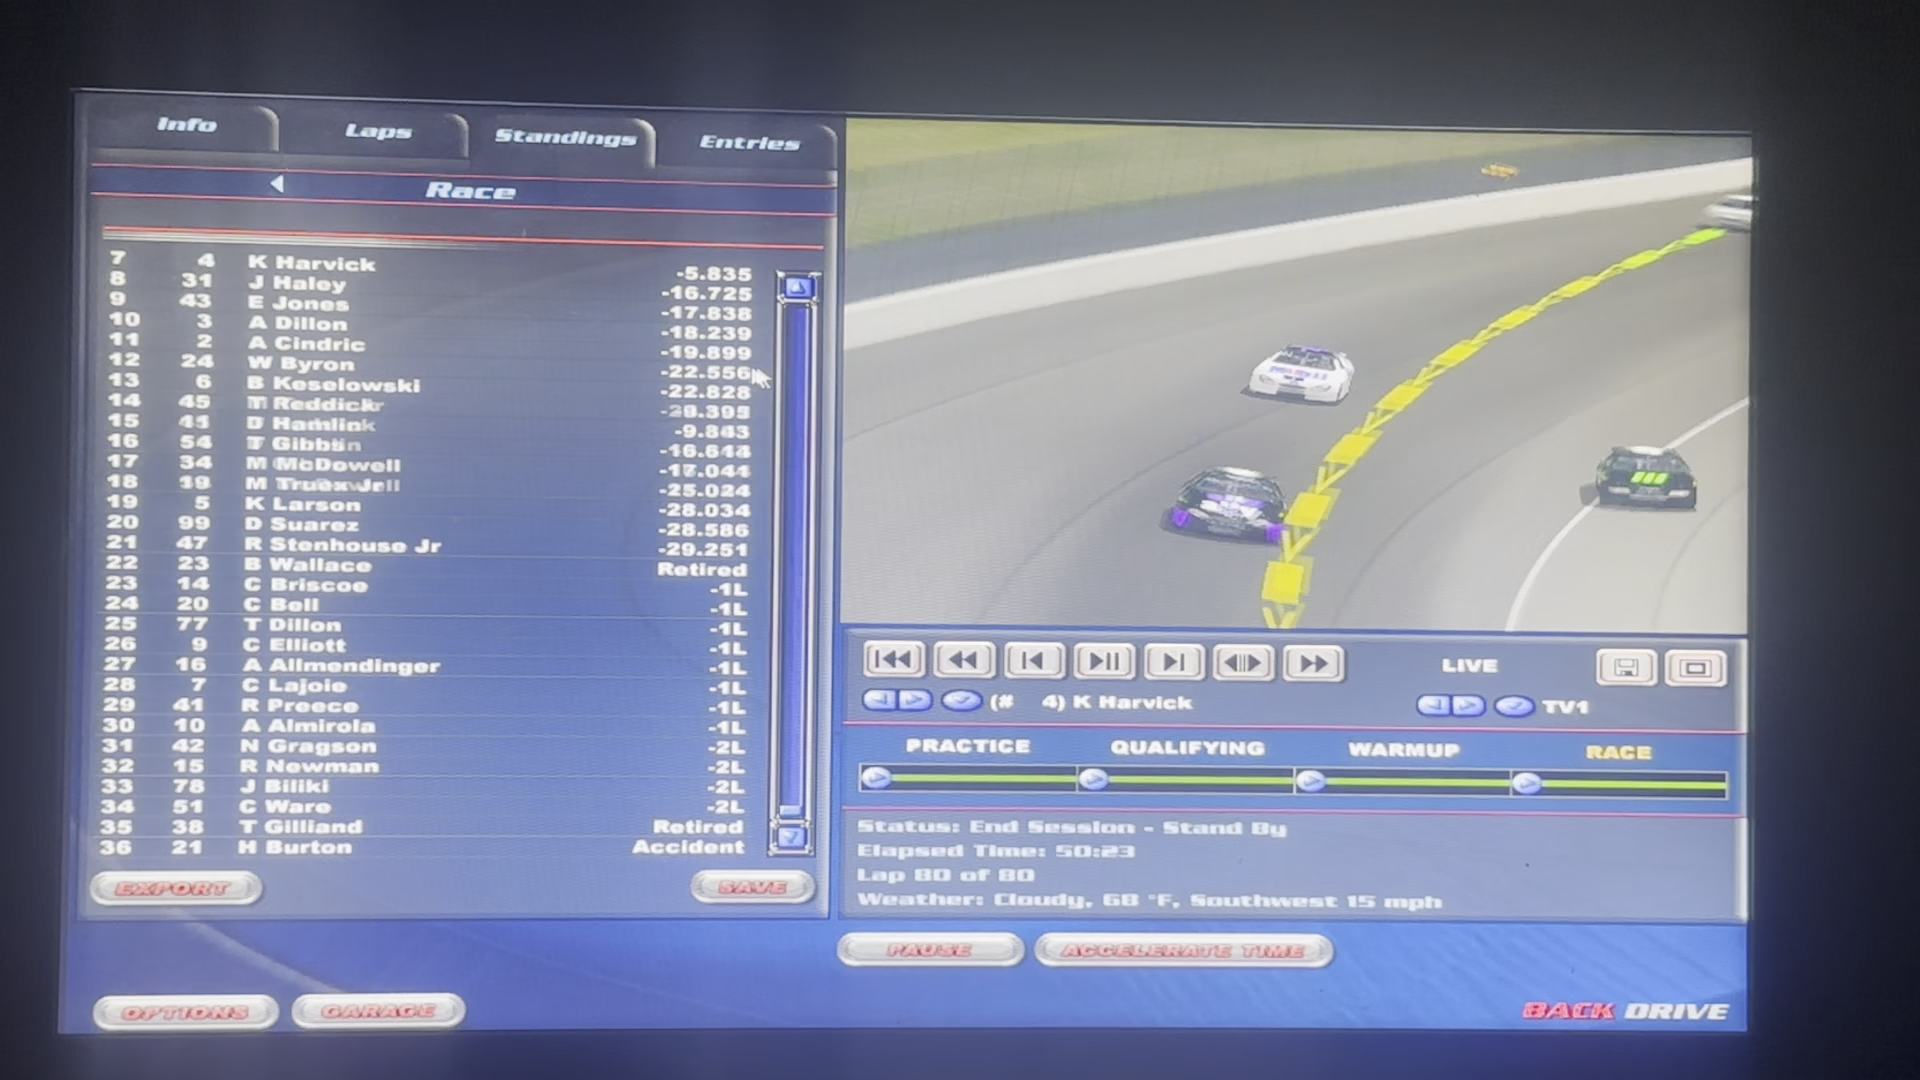 Info Laps Standings Entries
Race
7 4 K Harvick -5.835
8 31 J Haley -16.725
9 43 E Jones -17.838
10 3 A Dillon -18.239
11 2 A Cindric -19.899
12 24 W Byron -22.556
13 6 B Keselowski -22.828
14 45 T Reddick
15 D Hamlin
16 54 T Gibbs
17 34 M McDowell
18 19 M Truex Jr -25.024
19 5 K Larson -28.034
20 99 D Suarez -28.586
21 47 R Stenhouse Jr -29.251
22 23 B Wallace Retired
23 14 C Briscoe -1L
24 20 C Bell -1L
25 77 T Dillon -1L
26 9 C Elliott -1L
27 16 A Allmendinger -1L
28 7 C Lajoie -1L
29 41 R Preece -1L
30 10 A Almirola -1L
31 42 N Gragson -2L
32 15 R Newman -2L
33 78 J Biliki -2L
34 51 C Ware -2L
35 38 T Gilliand Retired
36 21 H Burton Accident
EXPORT SAVE
OPTIONS GARAGE
LIVE
(# 4) K Harvick TV1
PRACTICE QUALIFYING WARMUP RACE
Status: End Session - Stand By
Elapsed Time: 50:23
Lap 80 of 80
Weather: Cloudy, 68 °F, Southwest 15 mph
PAUSE ACCELERATE TIME
BACK DRIVE